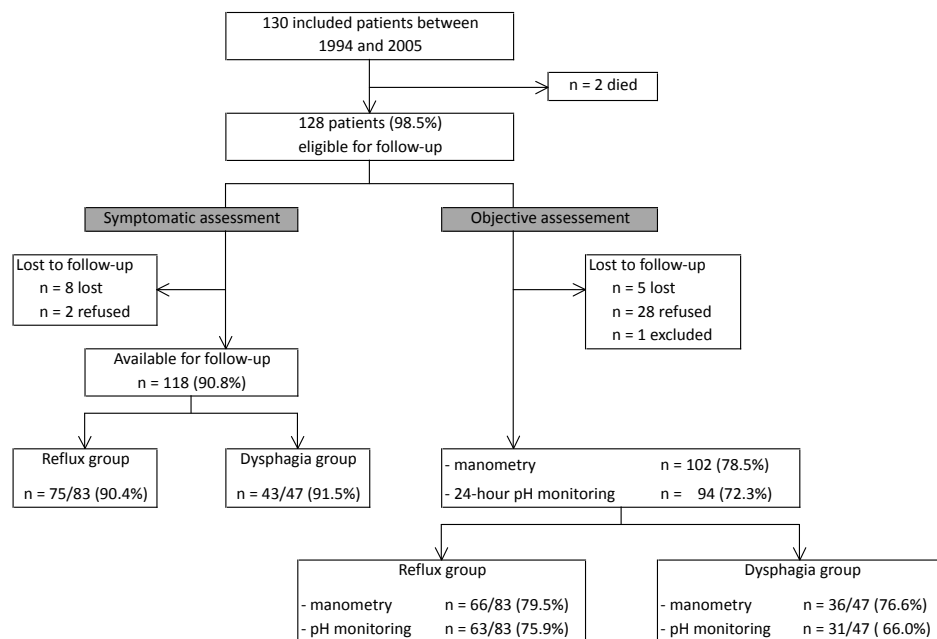 130 included patients between
1994 and 2005
n = 2 died
128 patients (98.5%)
eligible for follow-up
Symptomatic assessment
Objective assessement
Lost to follow-up
n = 8 lost
n = 2 refused
Lost to follow-up
n = 5 lost
n = 28 refused
n = 1 excluded
Available for follow-up
n = 118 (90.8%)
Reflux group
n = 75/83 (90.4%)
Dysphagia group
n = 43/47 (91.5%)
- manometry n = 102 (78.5%)
- 24-hour pH monitoring n = 94 (72.3%)
Reflux group
- manometry n = 66/83 (79.5%)
- pH monitoring n = 63/83 (75.9%)
Dysphagia group
- manometry n = 36/47 (76.6%)
- pH monitoring n = 31/47 ( 66.0%)